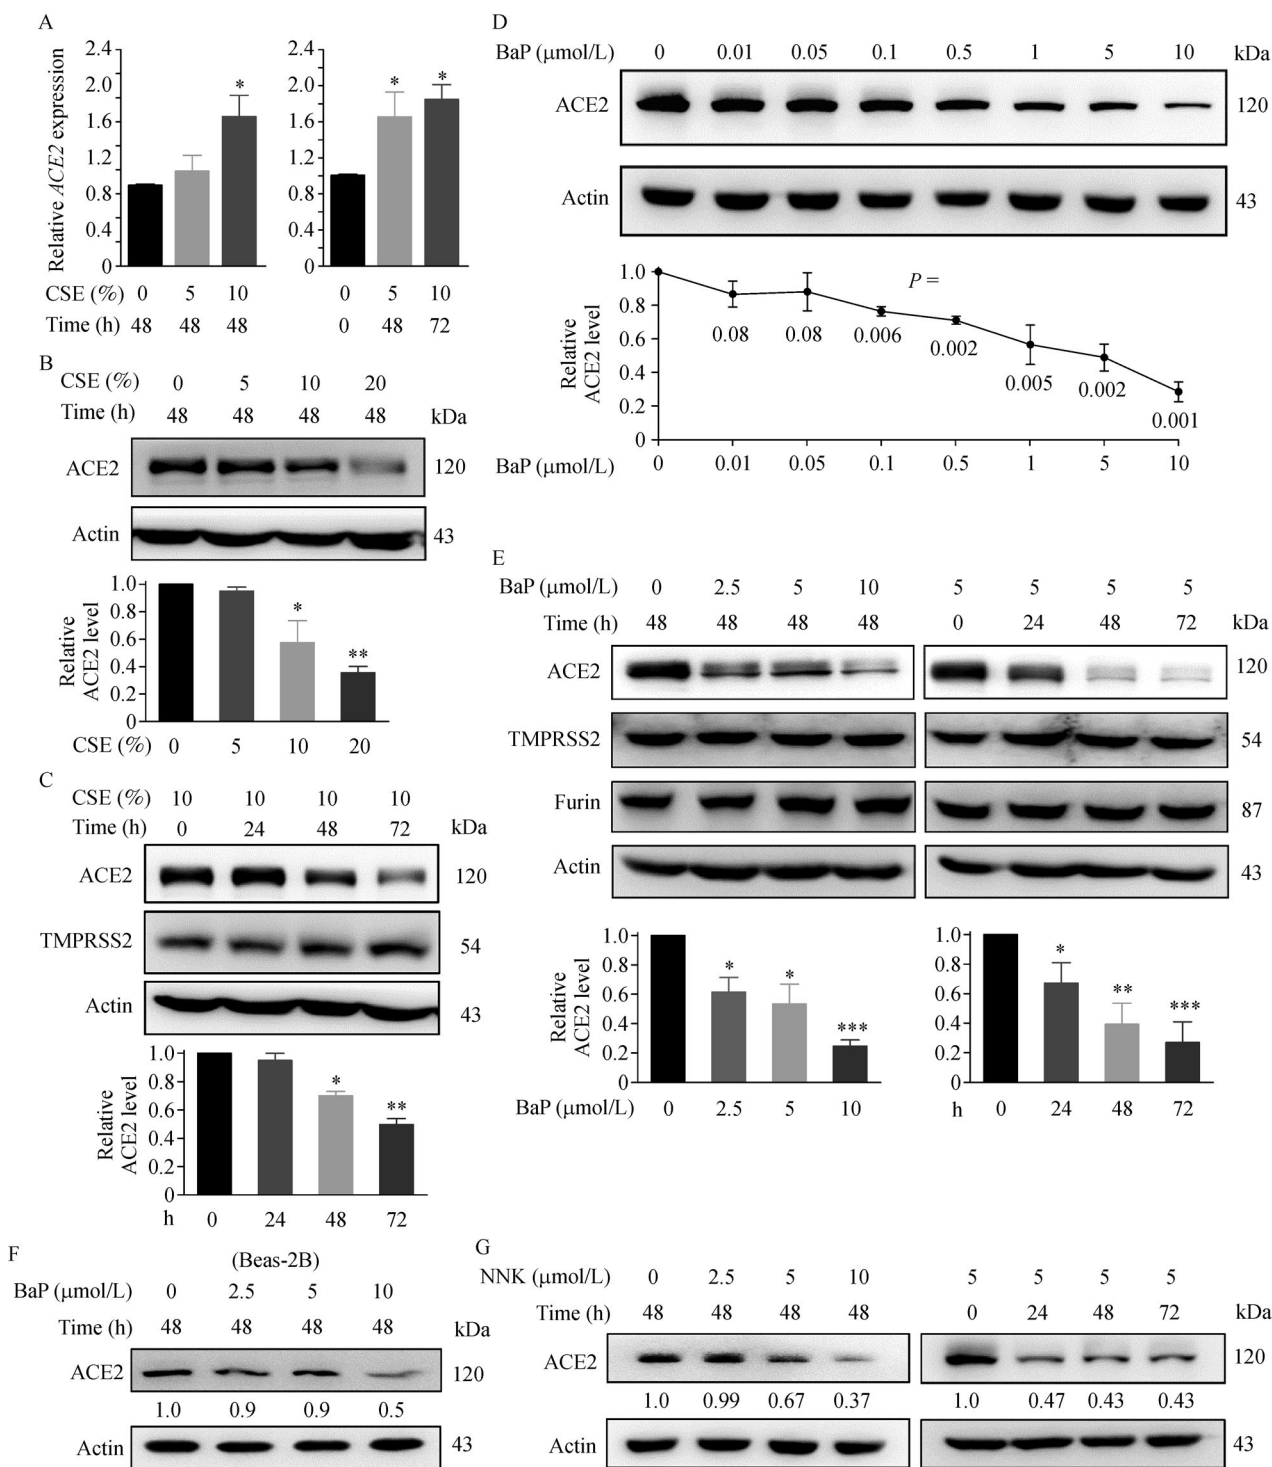 A
Relative ACE2 expression
2.4
2.0
1.6
1.2
0.8
0.4
0
*
CSE (%) 0 5 10
Time (h) 48 48 48
2.4
2.0
1.6
1.2
0.8
0.4
0
* *
0 5 10
0 48 72
B
CSE (%) 0 5 10 20
Time (h) 48 48 48 48 kDa
ACE2 120
Actin 43
Relative
ACE2 level
1.0
0.8
0.6
0.4
0.2
0
* **
CSE (%) 0 5 10 20
C
CSE (%) 10 10 10 10
Time (h) 0 24 48 72 kDa
ACE2 120
TMPRSS2 54
Actin 43
Relative
ACE2 level
1.0
0.8
0.6
0.4
0.2
0
* **
h 0 24 48 72
D
BaP (μmol/L) 0 0.01 0.05 0.1 0.5 1 5 10 kDa
ACE2 120
Actin 43
Relative
ACE2 level
1.0
0.8
0.6
0.4
0.2
0
P =
0.08 0.08 0.006 0.002 0.005 0.002 0.001
BaP (μmol/L) 0 0.01 0.05 0.1 0.5 1 5 10
E
BaP (μmol/L) 0 2.5 5 10 5 5 5 5
Time (h) 48 48 48 48 0 24 48 72 kDa
ACE2 120
TMPRSS2 54
Furin 87
Actin 43
Relative
ACE2 level
1.0
0.8
0.6
0.4
0.2
0
* * ***
BaP (μmol/L) 0 2.5 5 10
1.0
0.8
0.6
0.4
0.2
0
* ** ***
h 0 24 48 72
F
(Beas-2B)
BaP (μmol/L) 0 2.5 5 10
Time (h) 48 48 48 48 kDa
ACE2 120
1.0 0.9 0.9 0.5
Actin 43
G
NNK (μmol/L) 0 2.5 5 10 5 5 5 5
Time (h) 48 48 48 48 0 24 48 72 kDa
ACE2 120
1.0 0.99 0.67 0.37 1.0 0.47 0.43 0.43
Actin 43